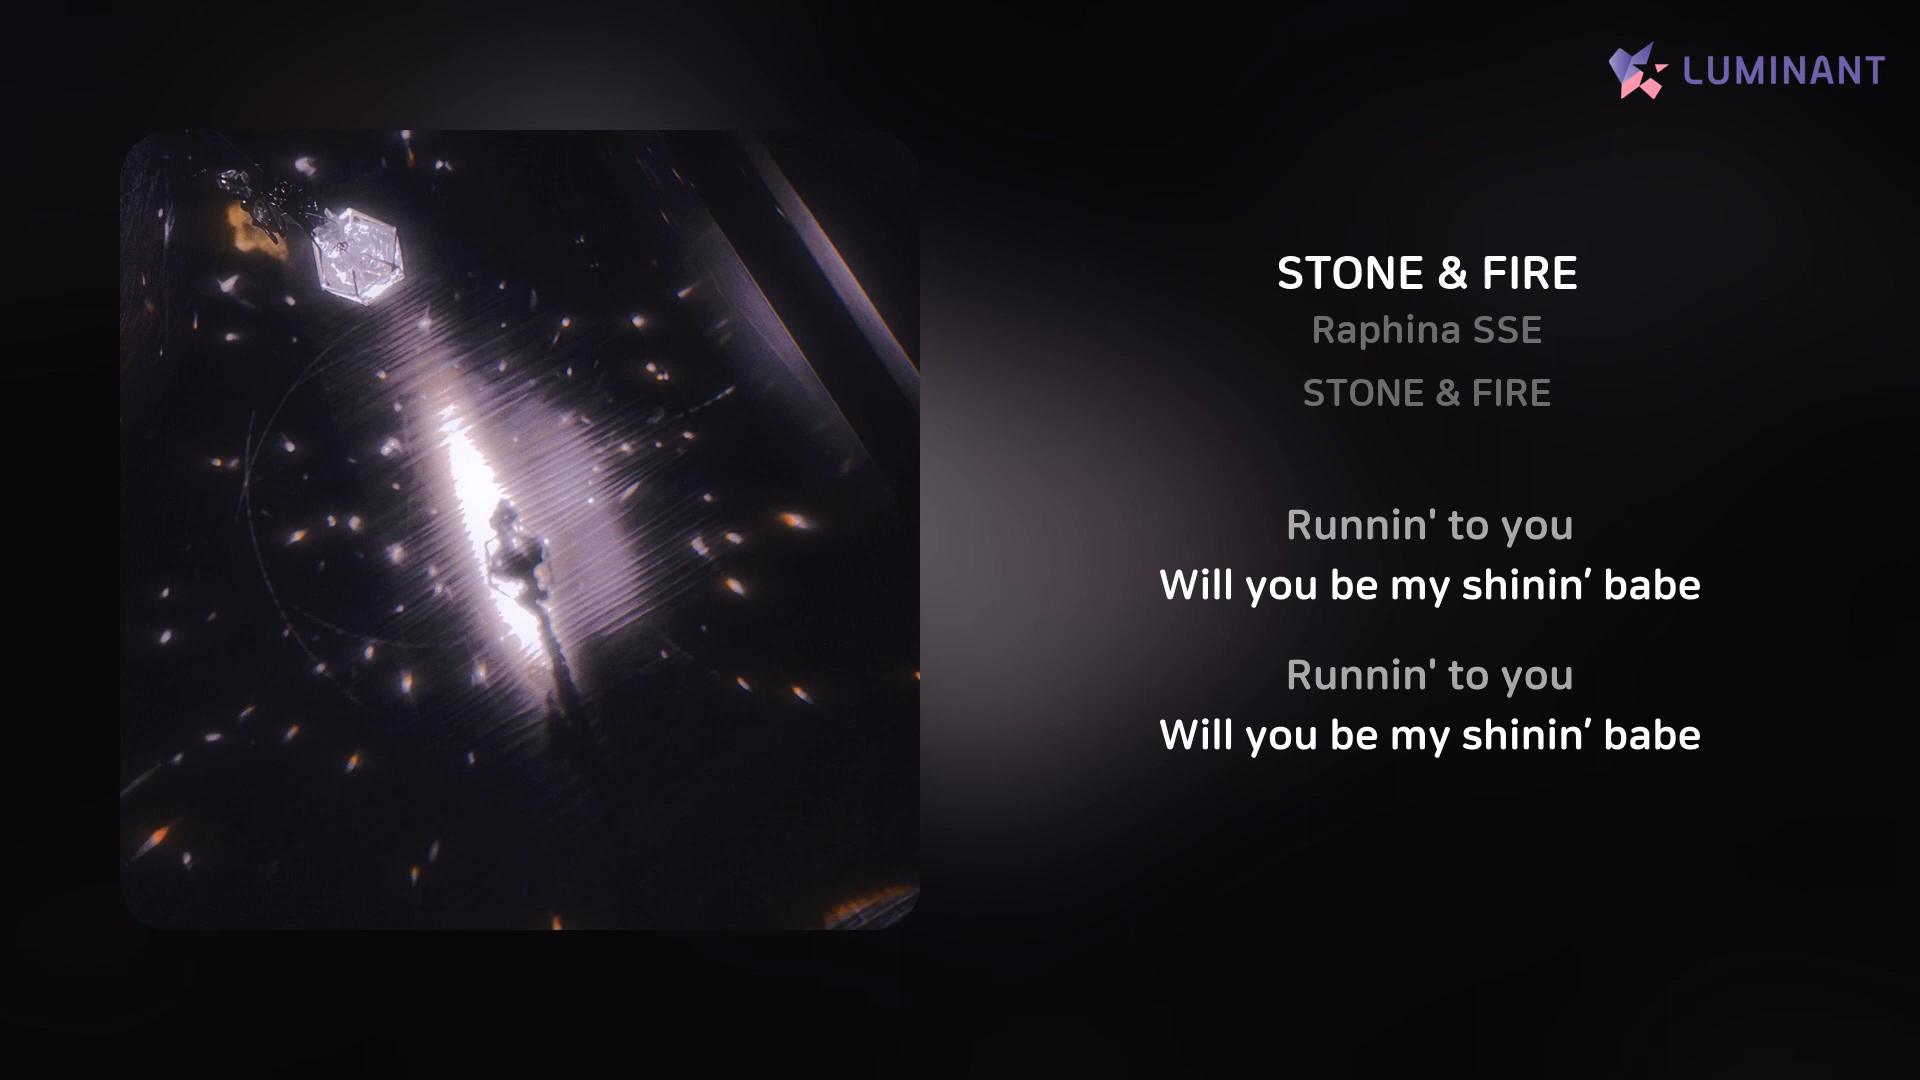 LUMINANT
STONE & FIRE
Raphina SSE
STONE & FIRE
Runnin' to you
Will you be my shinin’ babe
Runnin' to you
Will you be my shinin’ babe